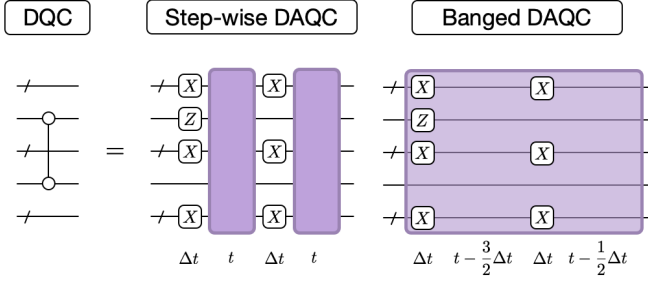 DQC
Step-wise DAQC
Banged DAQC
X X X X
Z Z
= X X X X
X X X X
Δt t Δt t Δt t − 3/2 Δt Δt t − 1/2 Δt